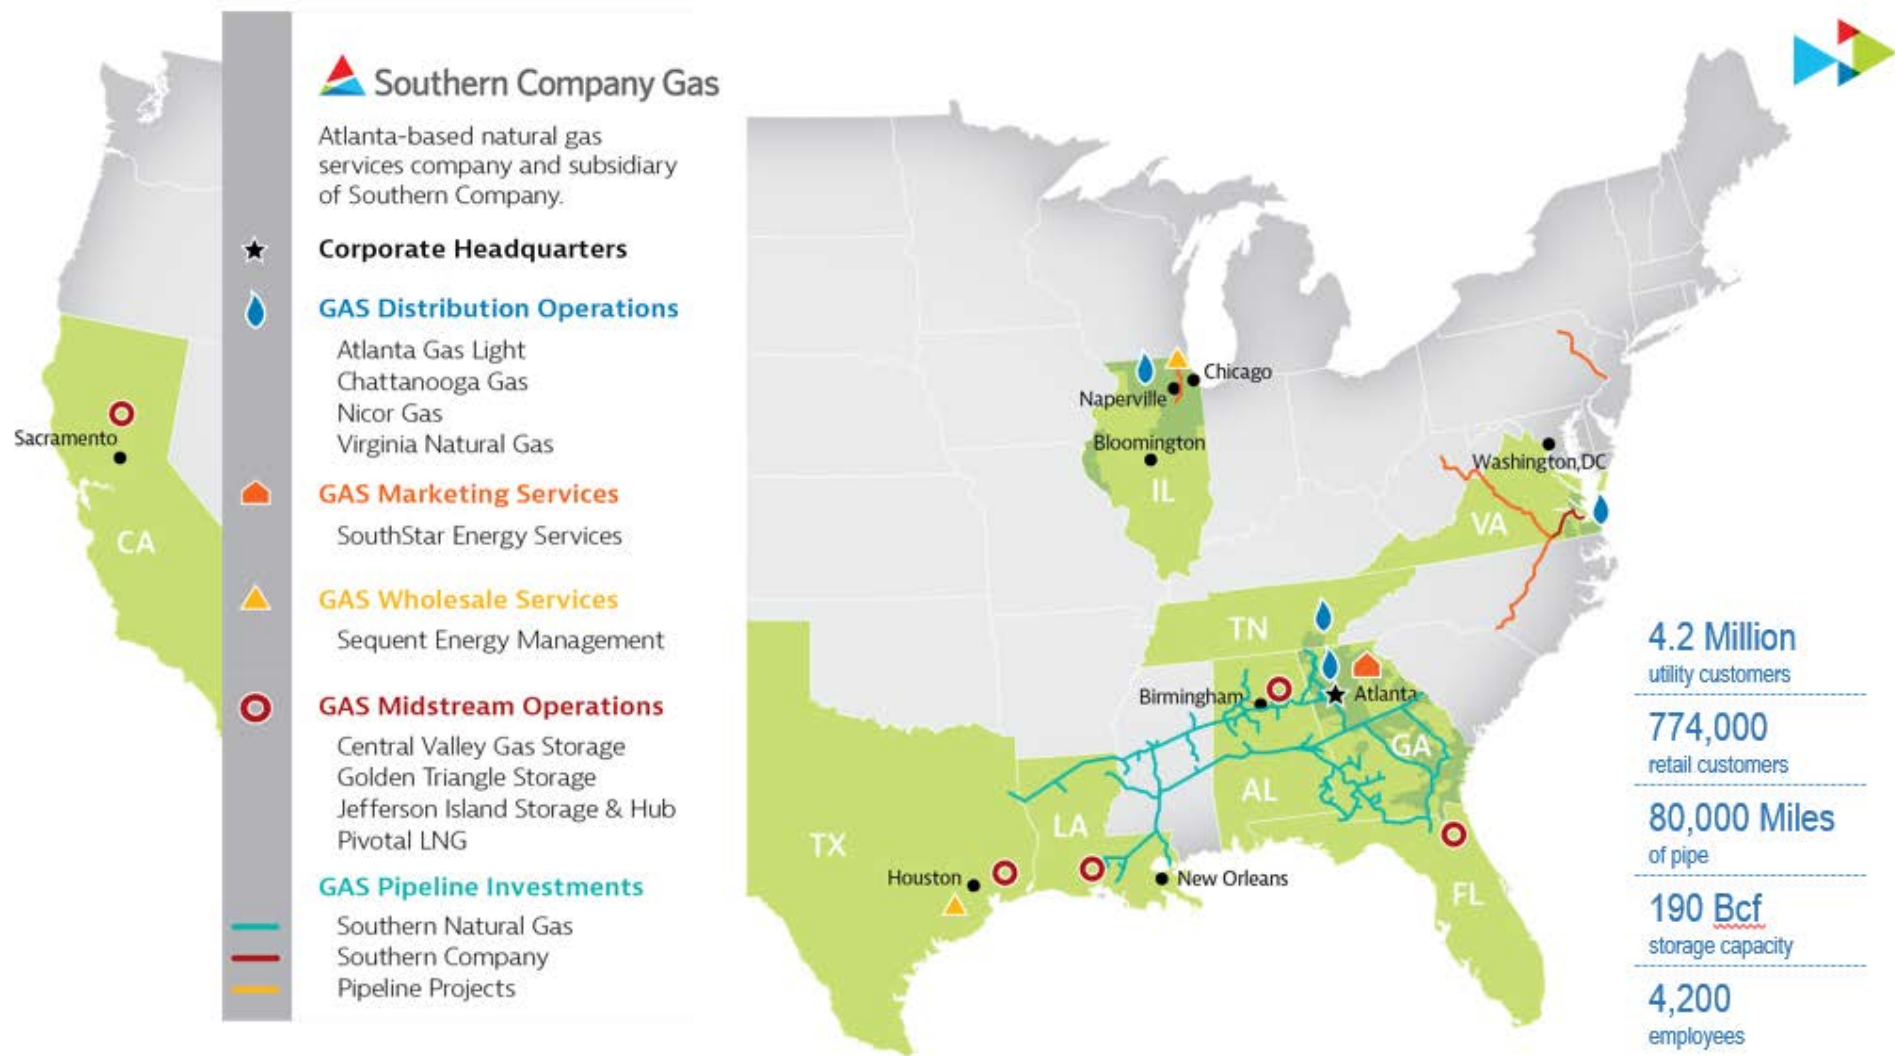 Southern Company Gas
Atlanta-based natural gas
services company and subsidiary
of Southern Company.
Corporate Headquarters
GAS Distribution Operations
Atlanta Gas Light
Chattanooga Gas
Nicor Gas
Virginia Natural Gas
GAS Marketing Services
SouthStar Energy Services
GAS Wholesale Services
Sequent Energy Management
GAS Midstream Operations
Central Valley Gas Storage
Golden Triangle Storage
Jefferson Island Storage & Hub
Pivotal LNG
GAS Pipeline Investments
Southern Natural Gas
Southern Company
Pipeline Projects
Sacramento
CA
Chicago
Naperville
Bloomington
IL
Washington,DC
VA
TN
Birmingham
Atlanta
GA
AL
LA
TX
Houston
New Orleans
FL
4.2 Million
utility customers
774,000
retail customers
80,000 Miles
of pipe
190 Bcf
storage capacity
4,200
employees